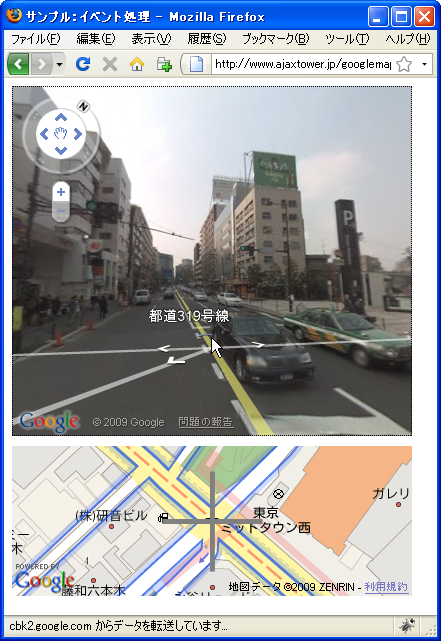 サンプル：イベント処理 - Mozilla Firefox
ファイル(F) 編集(E) 表示(V) 履歴(S) ブックマーク(B) ツール(T) ヘルプ(H)
http://www.ajaxtower.jp/googlemap
N
P
都道319号線
Google © 2009 Google 問題の報告
ガレリ
(株)研音ビル
東京
ミッドタウン西
ミー
木
POWERED BY
Google
地図データ ©2009 ZENRIN - 利用規約
藤和六本木
cbk2.google.com からデータを転送しています...